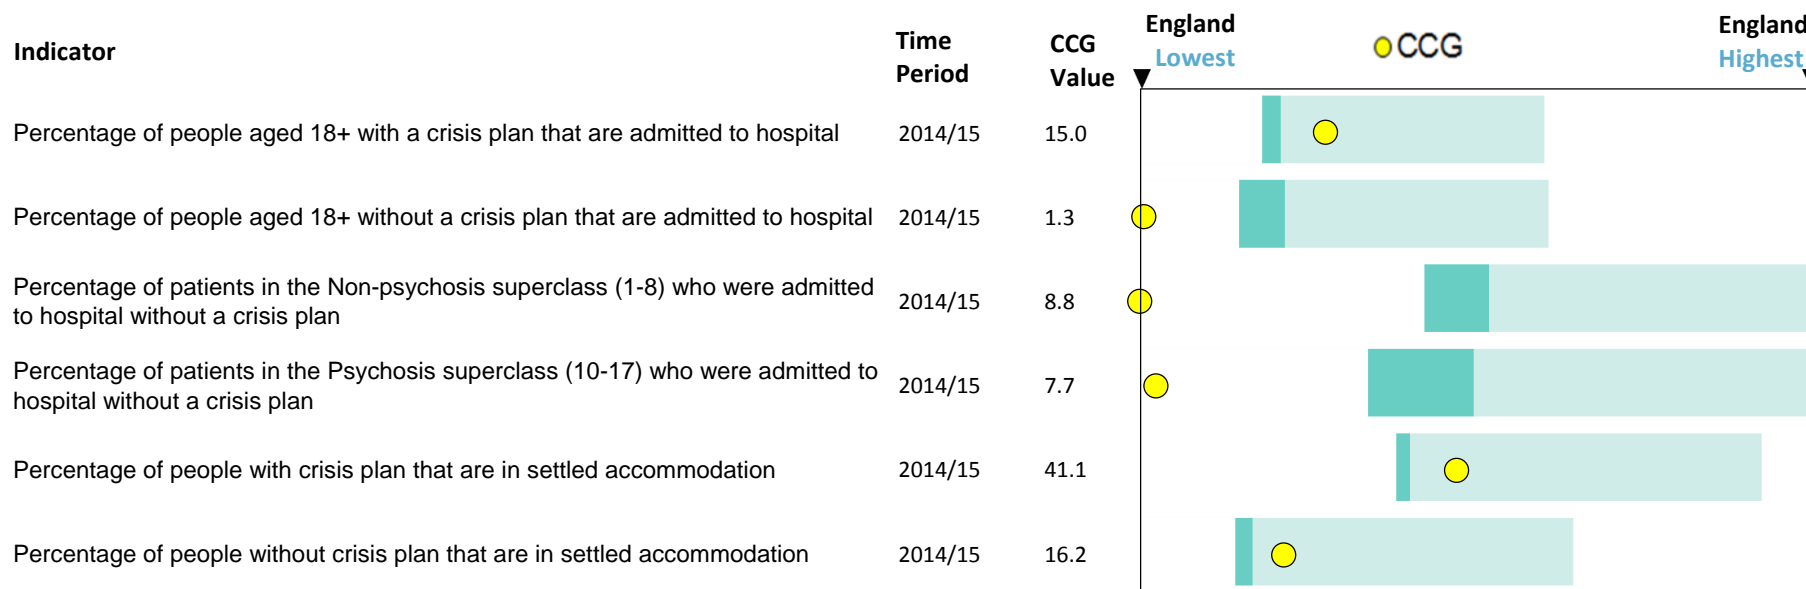 Indicator
Time Period
CCG Value
England Lowest
CCG
England Highest
Percentage of people aged 18+ with a crisis plan that are admitted to hospital 2014/15 15.0
Percentage of people aged 18+ without a crisis plan that are admitted to hospital 2014/15 1.3
Percentage of patients in the Non-psychosis superclass (1-8) who were admitted
to hospital without a crisis plan 2014/15 8.8
Percentage of patients in the Psychosis superclass (10-17) who were admitted to
hospital without a crisis plan 2014/15 7.7
Percentage of people with crisis plan that are in settled accommodation 2014/15 41.1
Percentage of people without crisis plan that are in settled accommodation 2014/15 16.2